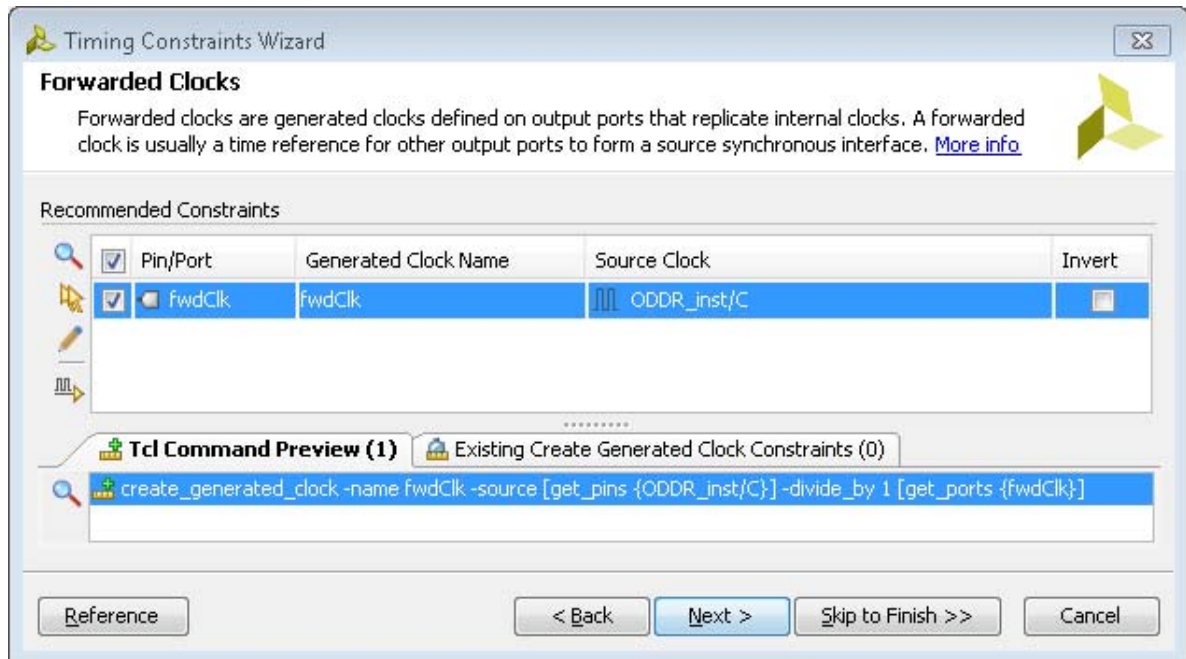 Timing Constraints Wizard
Forwarded Clocks
Forwarded clocks are generated clocks defined on output ports that replicate internal clocks. A forwarded
clock is usually a time reference for other output ports to form a source synchronous interface. More info
Recommended Constraints
Pin/Port Generated Clock Name Source Clock Invert
fwdClk fwdClk ODDR_inst/C
Tcl Command Preview (1) Existing Create Generated Clock Constraints (0)
create_generated_clock -name fwdClk -source [get_pins {ODDR_inst/C}] -divide_by 1 [get_ports {fwdClk}]
Reference < Back Next > Skip to Finish >> Cancel